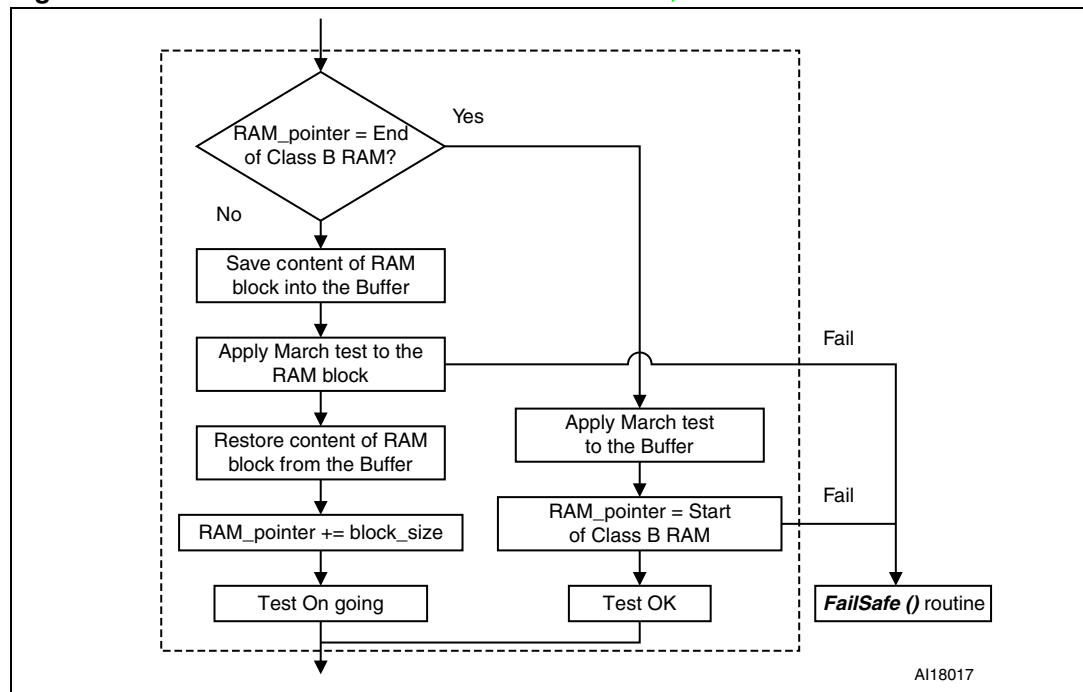 RAM_pointer = End
of Class B RAM?
Yes
No
Save content of RAM
block into the Buffer
Apply March test to the
RAM block
Fail
Restore content of RAM
block from the Buffer
Apply March test
to the Buffer
RAM_pointer += block_size
RAM_pointer = Start
of Class B RAM
Fail
Test On going
Test OK
FailSafe () routine
AI18017